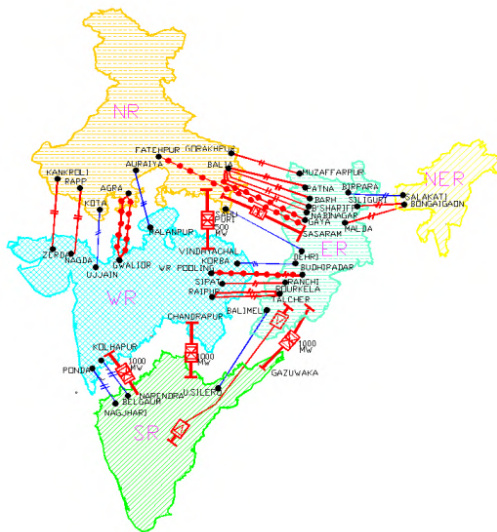 NR
FATEHPUR
GORAKHPUR
AURAIYA
BALIA
KANKROLI
RAPP
AGRA
KOTA
MUZAFFARPUR
PATNA
BIRPARA
NER
BARH
SILIGURI
SALAKATI
B'SHARIFF
BONGAIGAON
NABINAGAR
GAYA
MALDA
SASARAM
500
MW
MALANPUR
ZERDA
NAGDA
UJJAIN
GWALIOR
VINDHYACHAL
KORBA
WR POOLING
DEHRI
ER
BUDHIPADAR
SIPAT
RANCHI
RAIPUR
ROURKELA
TALCHER
WR
CHANDRAPUR
BALIMELA
KOLHAPUR
1000
MW
1000
MW
1000
MW
GAZUWAKA
PONDA
NARENDRA
BELGAUM
NAGJHARI
U.SILERU
SR